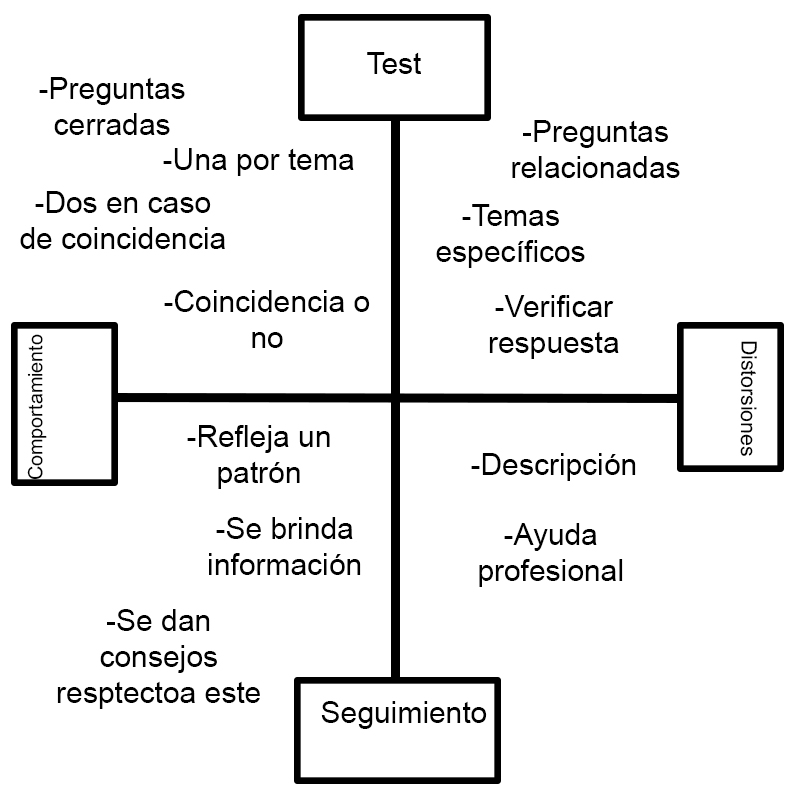 Test
-Preguntas
cerradas
-Una por tema
-Dos en caso
de coincidencia
-Coincidencia o
no
-Preguntas
relacionadas
-Temas
específicos
-Verificar
respuesta
Comportamiento
Distorsiones
-Refleja un
patrón
-Se brinda
información
-Se dan
consejos
resptectoa este
-Descripción
-Ayuda
profesional
Seguimiento